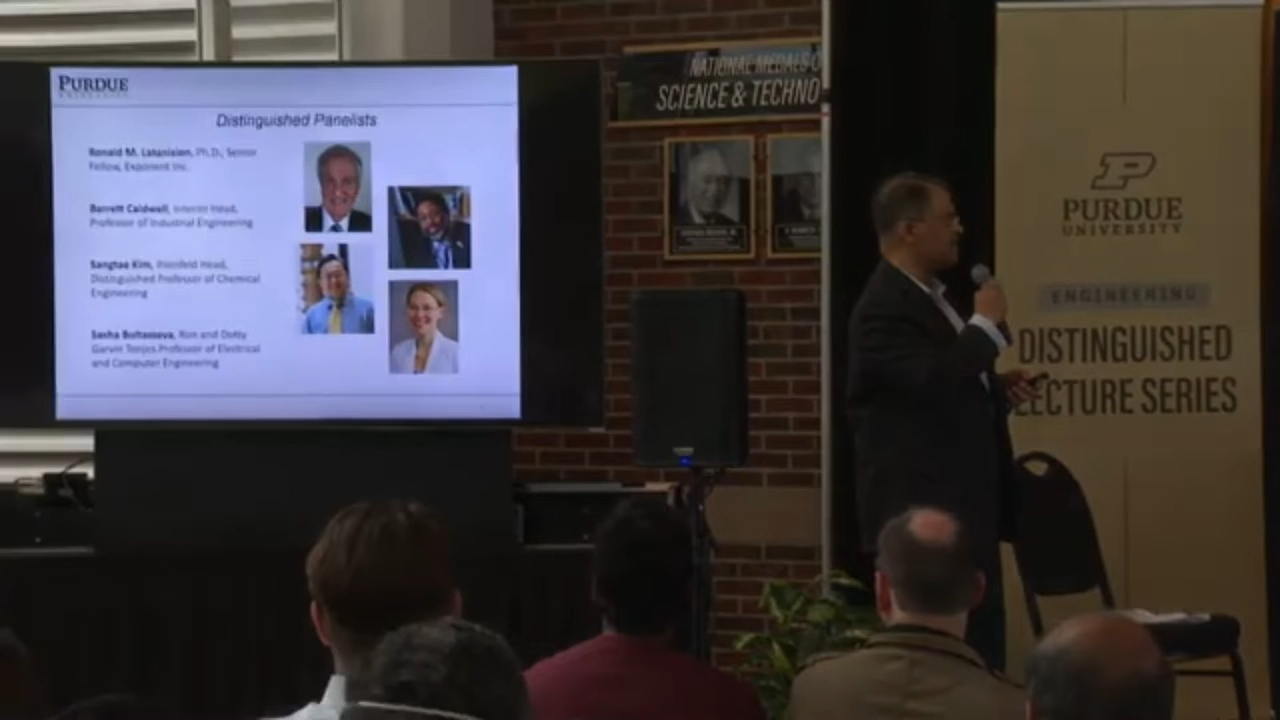 PURDUE
UNIVERSITY
Distinguished Panelists
Ronald M. Latanision, Ph.D., Senior
Fellow, Exponent Inc.
Barrett Caldwell, Interim Head,
Professor of Industrial Engineering
Sangtae Kim,
Head,
Distinguished Professor of Chemical
Engineering
Sasha Boltasseva, Ron and Dotty
Garvin Tonjes Professor of Electrical
and Computer Engineering
NATIONAL MEDALS O
SCIENCE & TECHNO
P
PURDUE
UNIVERSITY
ENGINEERING
DISTINGUISHED
LECTURE SERIES